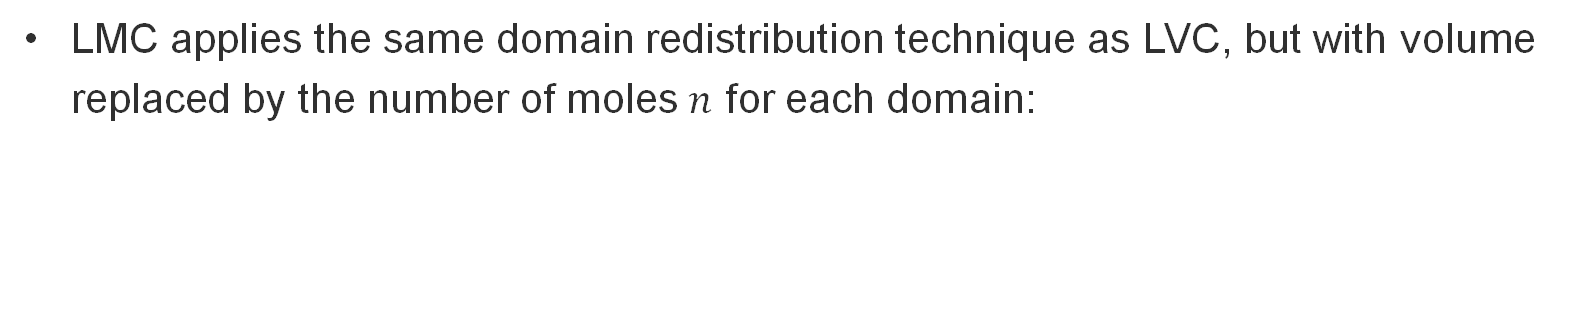 • LMC applies the same domain redistribution technique as LVC, but with volume
replaced by the number of moles n for each domain: